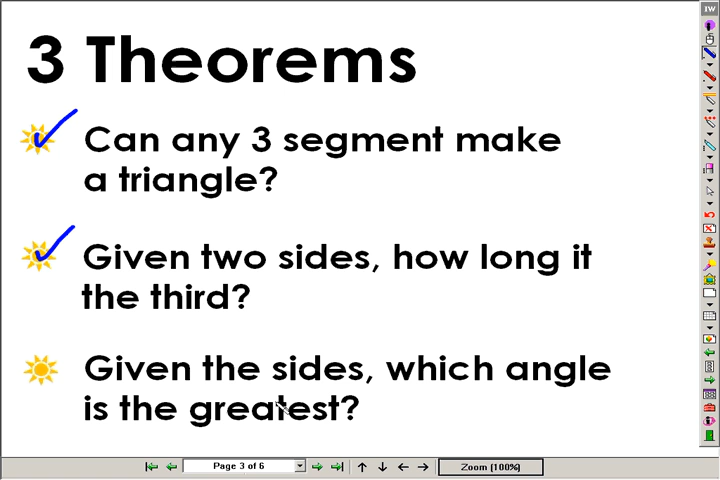 3 Theorems
Can any 3 segment make
a triangle?
Given two sides, how long it
the third?
Given the sides, which angle
is the greatest?
Page 3 of 6
Zoom (100%)
IW